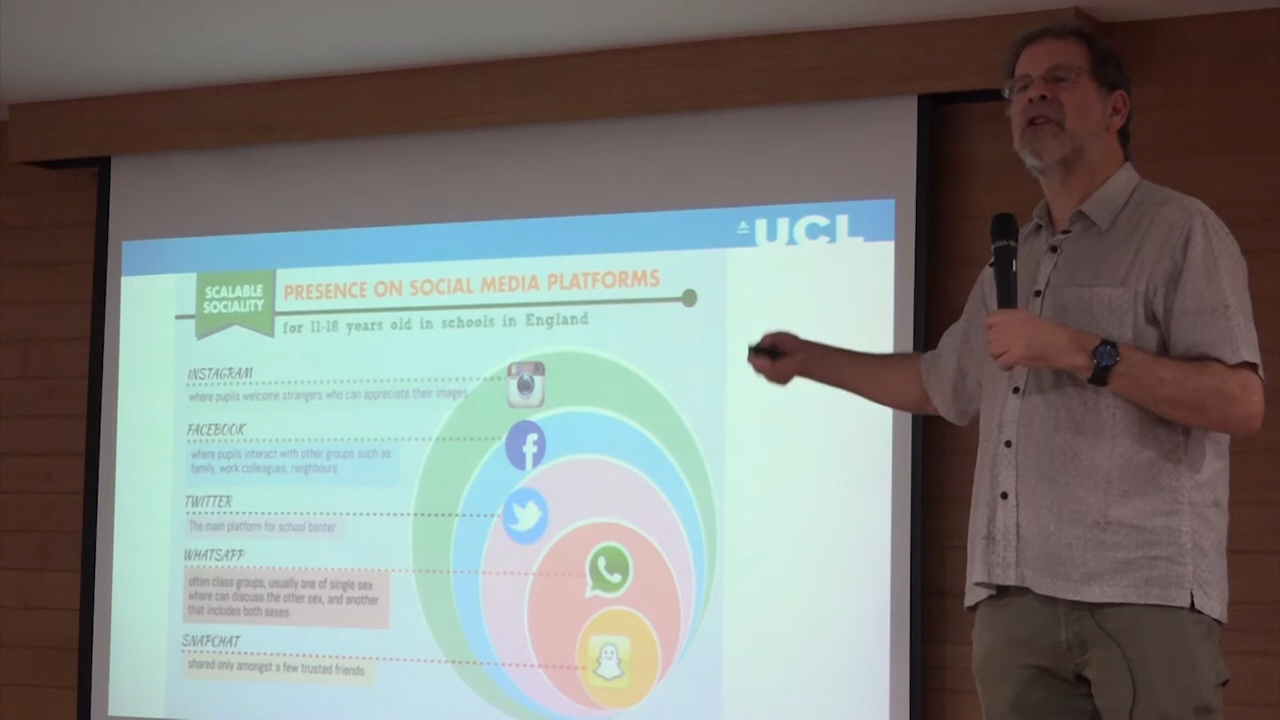 UCL
SCALABLE
SOCIALITY
PRESENCE ON SOCIAL MEDIA PLATFORMS
for 11-18 years old in schools in England
INSTAGRAM
where pupils welcome strangers who can appreciate their images
FACEBOOK
where pupils interact with other groups such as
family, work colleagues, neighbours
TWITTER
The main platform for school banter
WHATSAPP
often class groups, usually one of single sex
where can discuss the other sex, and another
that includes both sexes
SNAPCHAT
shared only amongst a few trusted friends